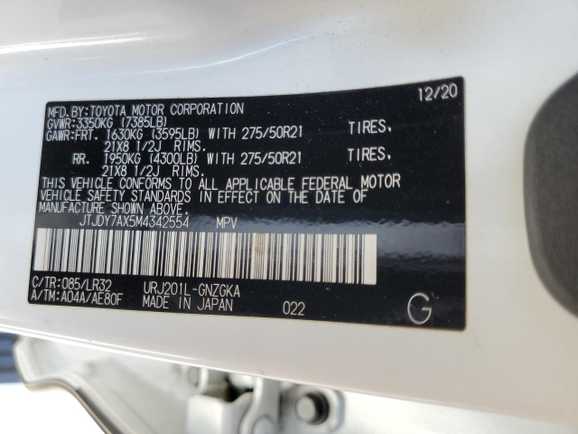 12/20
MFD.BY:TOYOTA MOTOR CORPORATION
GVWR:3350KG (7385LB)
GAWR:FRT. 1630KG (3595LB) WITH 275/50R21 TIRES,
21X8 1/2J RIMS.
RR. 1950KG (4300LB) WITH 275/50R21 TIRES,
21X8 1/2J RIMS.
THIS VEHICLE CONFORMS TO ALL APPLICABLE FEDERAL MOTOR
VEHICLE SAFETY STANDARDS IN EFFECT ON THE DATE OF
MANUFACTURE SHOWN ABOVE.
JTJDY7AX5M4342554 MPV
C/TR:085/LR32 URJ201L-GNZGKA
A/TM:A04A/AE80F MADE IN JAPAN 022 G